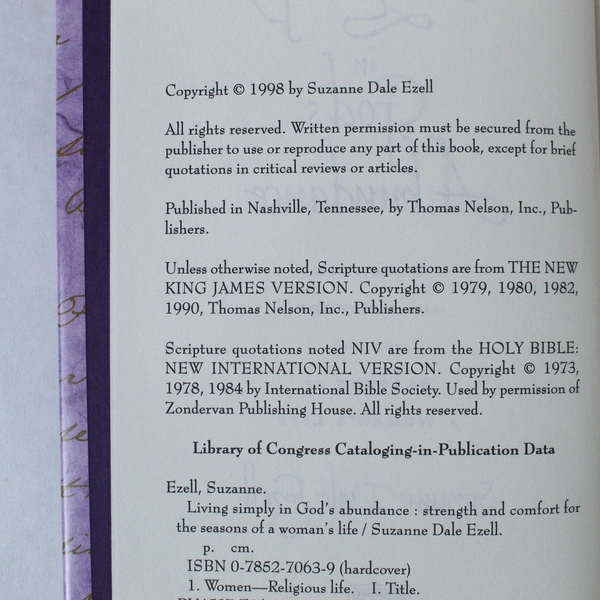 Copyright © 1998 by Suzanne Dale Ezell
All rights reserved. Written permission must be secured from the
publisher to use or reproduce any part of this book, except for brief
quotations in critical reviews or articles.
Published in Nashville, Tennessee, by Thomas Nelson, Inc., Pub-
lishers.
Unless otherwise noted, Scripture quotations are from THE NEW
KING JAMES VERSION. Copyright © 1979, 1980, 1982,
1990, Thomas Nelson, Inc., Publishers.
Scripture quotations noted NIV are from the HOLY BIBLE:
NEW INTERNATIONAL VERSION. Copyright © 1973,
1978, 1984 by International Bible Society. Used by permission of
Zondervan Publishing House. All rights reserved.
Library of Congress Cataloging-in-Publication Data
Ezell, Suzanne.
Living simply in God's abundance : strength and comfort for
the seasons of a woman's life / Suzanne Dale Ezell.
p. cm.
ISBN 0-7852-7063-9 (hardcover)
1. Women—Religious life. I. Title.